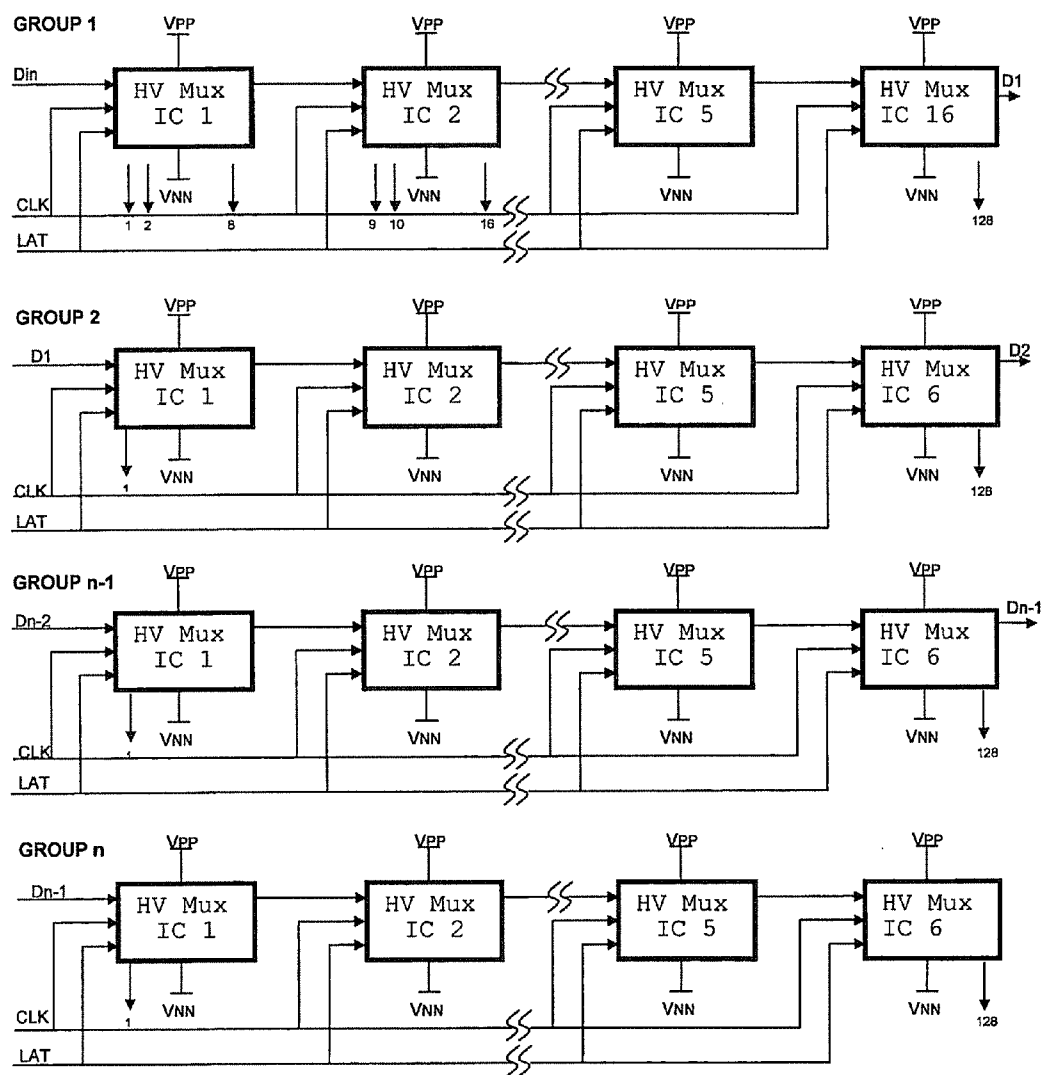 GROUP 1
VPP VPP VPP VPP
Din
HV Mux
IC 1
HV Mux
IC 2
HV Mux
IC 5
HV Mux
IC 16
D1
VNN VNN VNN VNN
CLK
1 2 8 9 10 16 128
LAT
GROUP 2
VPP VPP VPP VPP
D1
HV Mux
IC 1
HV Mux
IC 2
HV Mux
IC 5
HV Mux
IC 6
D2
VNN VNN VNN VNN
CLK
1 128
LAT
GROUP n-1
VPP VPP VPP VPP
Dn-2
HV Mux
IC 1
HV Mux
IC 2
HV Mux
IC 5
HV Mux
IC 6
Dn-1
VNN VNN VNN VNN
CLK
1 128
LAT
GROUP n
VPP VPP VPP VPP
Dn-1
HV Mux
IC 1
HV Mux
IC 2
HV Mux
IC 5
HV Mux
IC 6
VNN VNN VNN VNN
CLK
1 128
LAT